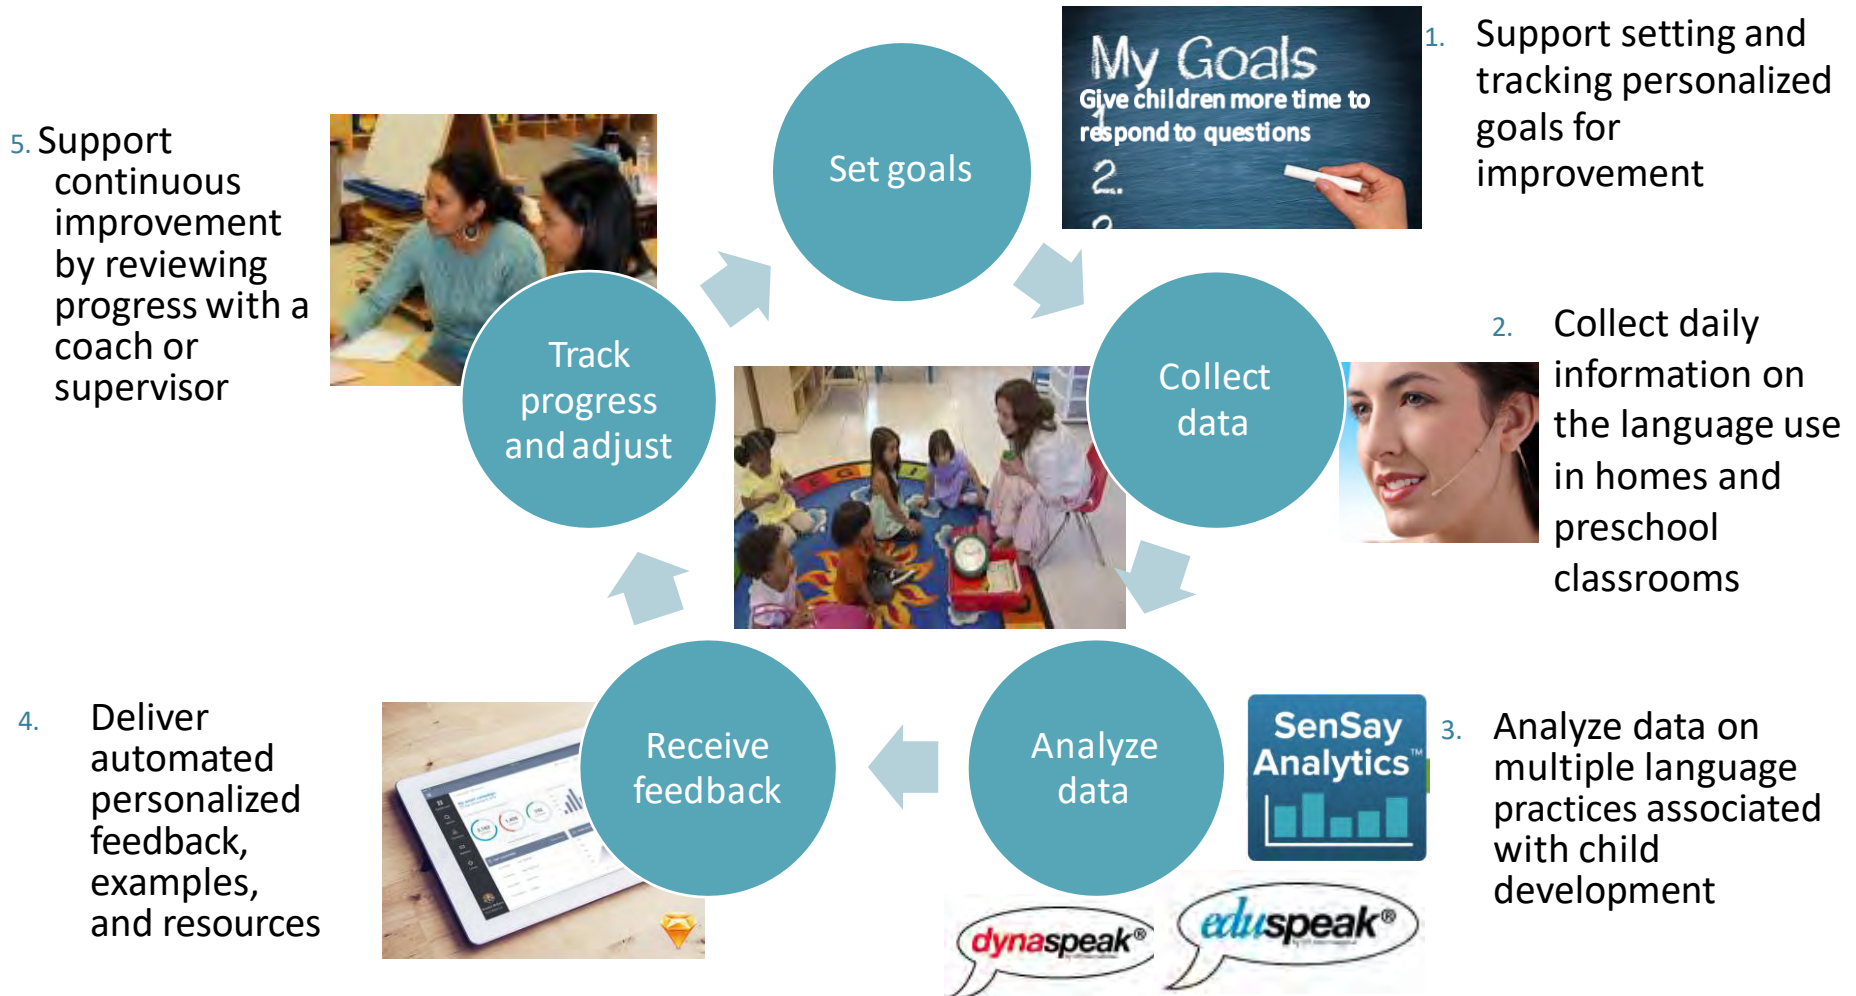 My Goals
Give children more time to
1.
respond to questions
2.
1. Support setting and
tracking personalized
goals for
improvement
Set goals
5. Support
continuous
improvement
by reviewing
progress with a
coach or
supervisor
Track
progress
and adjust
Collect
data
2. Collect daily
information on
the language use
in homes and
preschool
classrooms
E G I
4. Deliver
automated
personalized
feedback,
examples,
and resources
Receive
feedback
Analyze
data
SenSay
Analytics™
3. Analyze data on
multiple language
practices associated
with child
development
dynaspeak®
eduspeak®